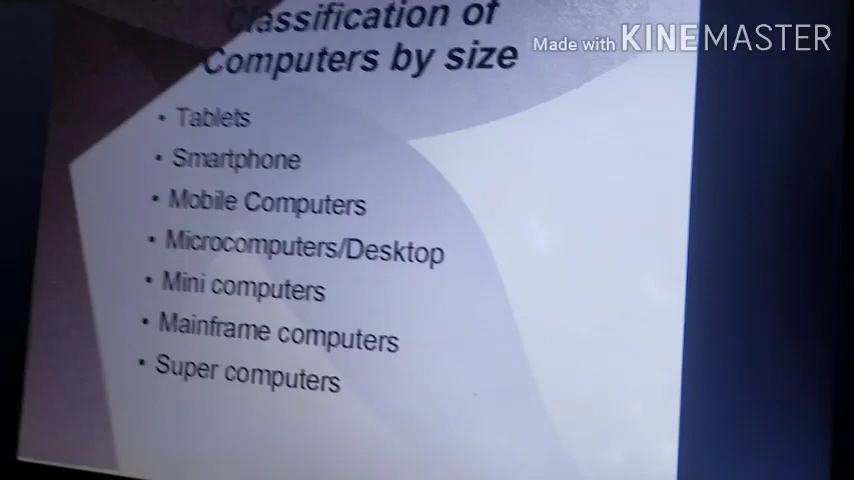 Classification of
Computers by size
Made with KINEMASTER
• Tablets
• Smartphone
• Mobile Computers
• Microcomputers/Desktop
• Mini computers
• Mainframe computers
• Super computers